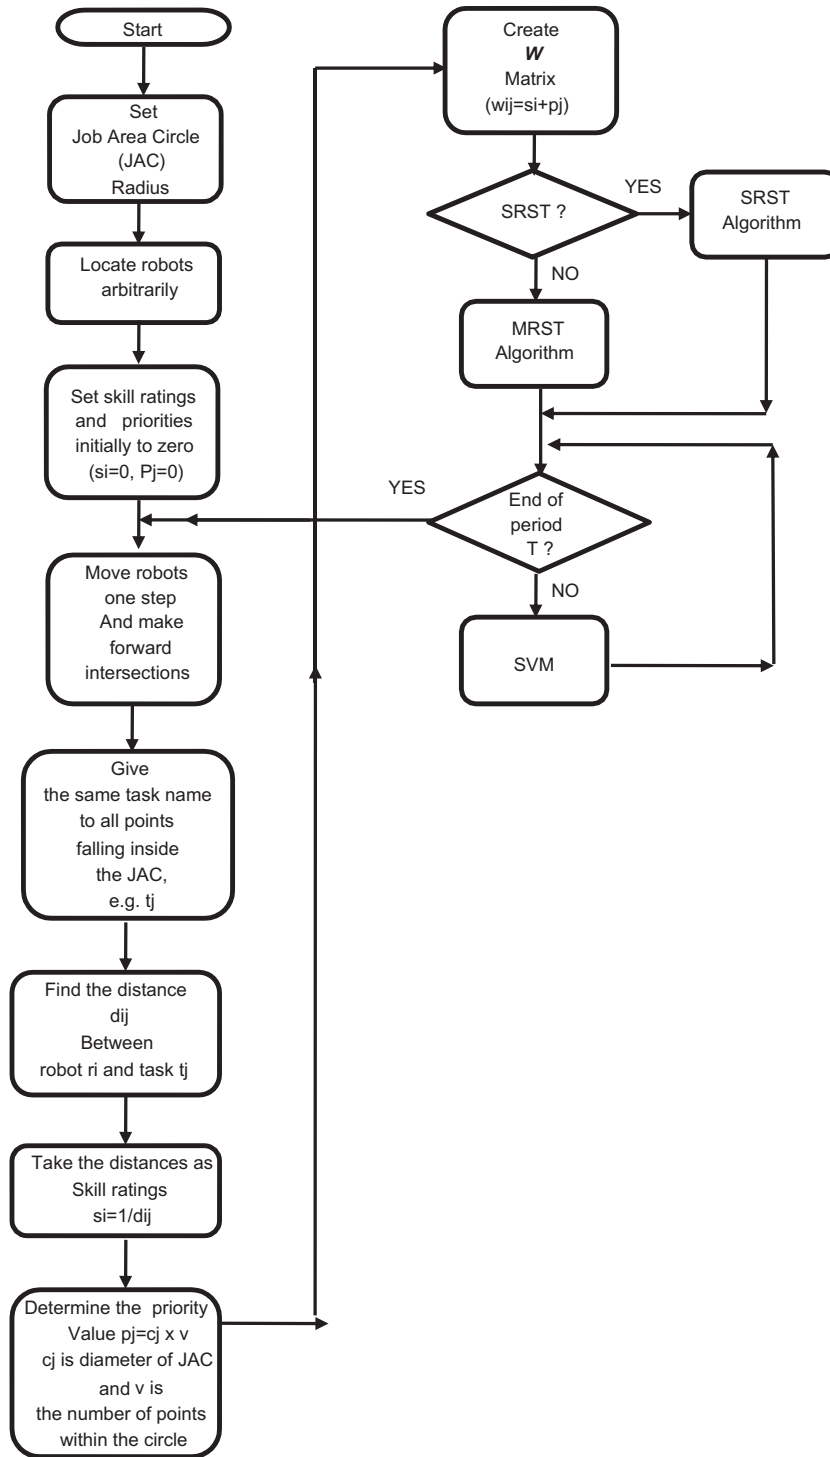 Start
Set
Job Area Circle
(JAC)
Radius
Locate robots
arbitrarily
Set skill ratings
and priorities
initially to zero
(si=0, Pj=0)
Move robots
one step
And make
forward
intersections
Give
the same task name
to all points
falling inside
the JAC,
e.g. tj
Find the distance
dij
Between
robot ri and task tj
Take the distances as
Skill ratings
si=1/dij
Determine the priority
Value pj=cj x v
cj is diameter of JAC
and v is
the number of points
within the circle
Create
W
Matrix
(wij=si+pj)
SRST ?
YES
SRST
Algorithm
NO
MRST
Algorithm
YES
End of
period
T ?
NO
SVM